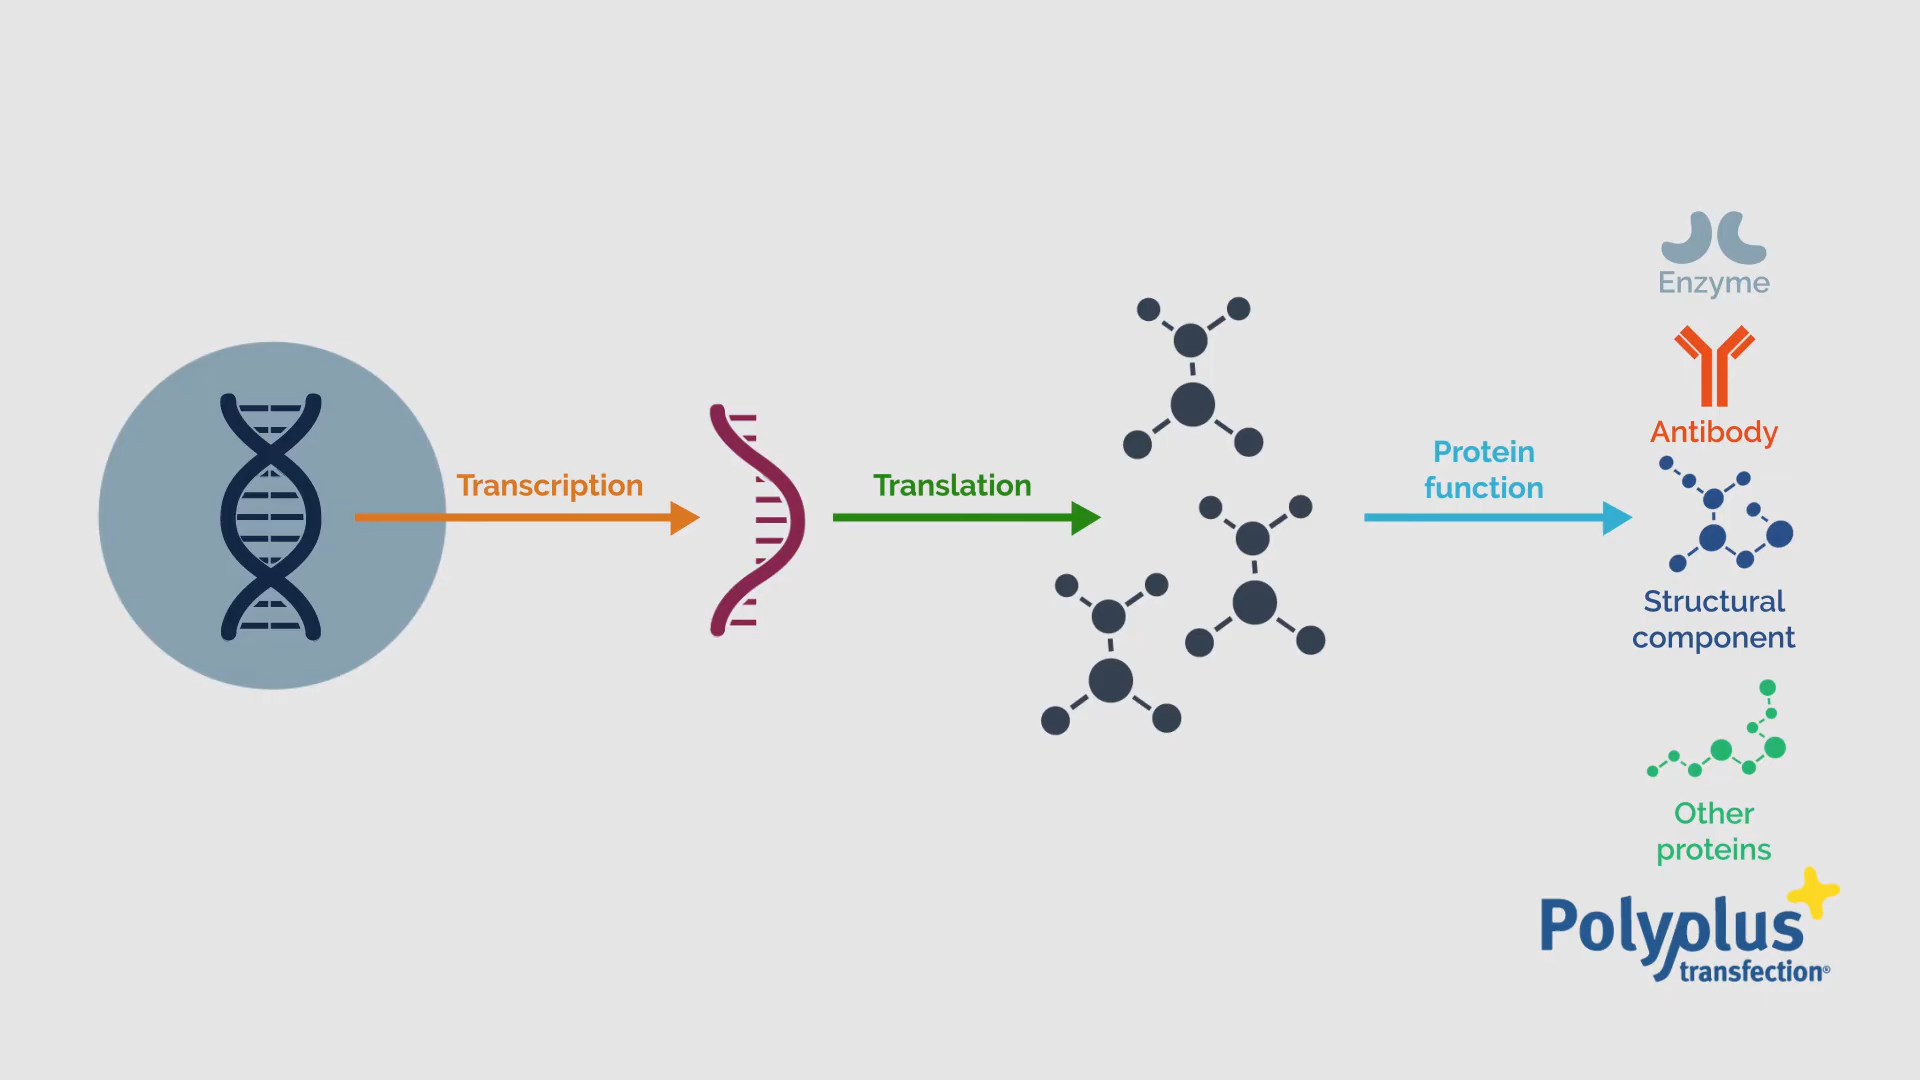 Transcription
Translation
Protein
function
Enzyme
Antibody
Structural
component
Other
proteins
Polyplus
transfection®